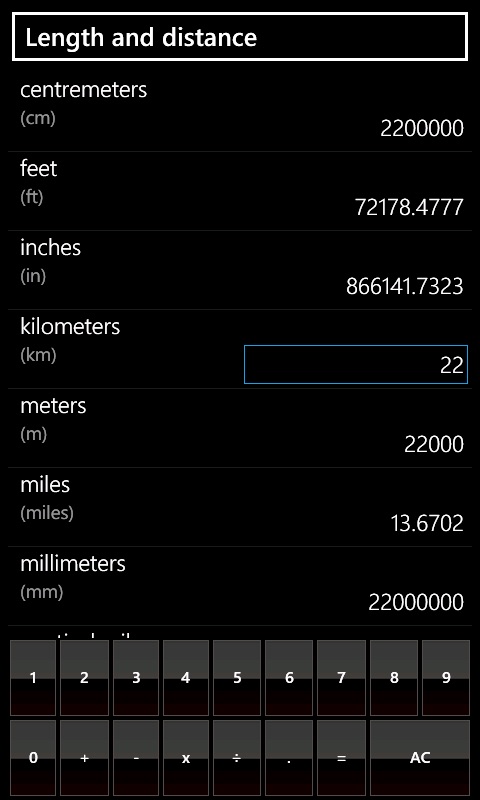 Length and distance
centremeters
(cm)
2200000
feet
(ft)
72178.4777
inches
(in)
866141.7323
kilometers
(km)
22
meters
(m)
22000
miles
(miles)
13.6702
millimeters
(mm)
22000000
1 2 3 4 5 6 7 8 9
0 + - x ÷ . = AC